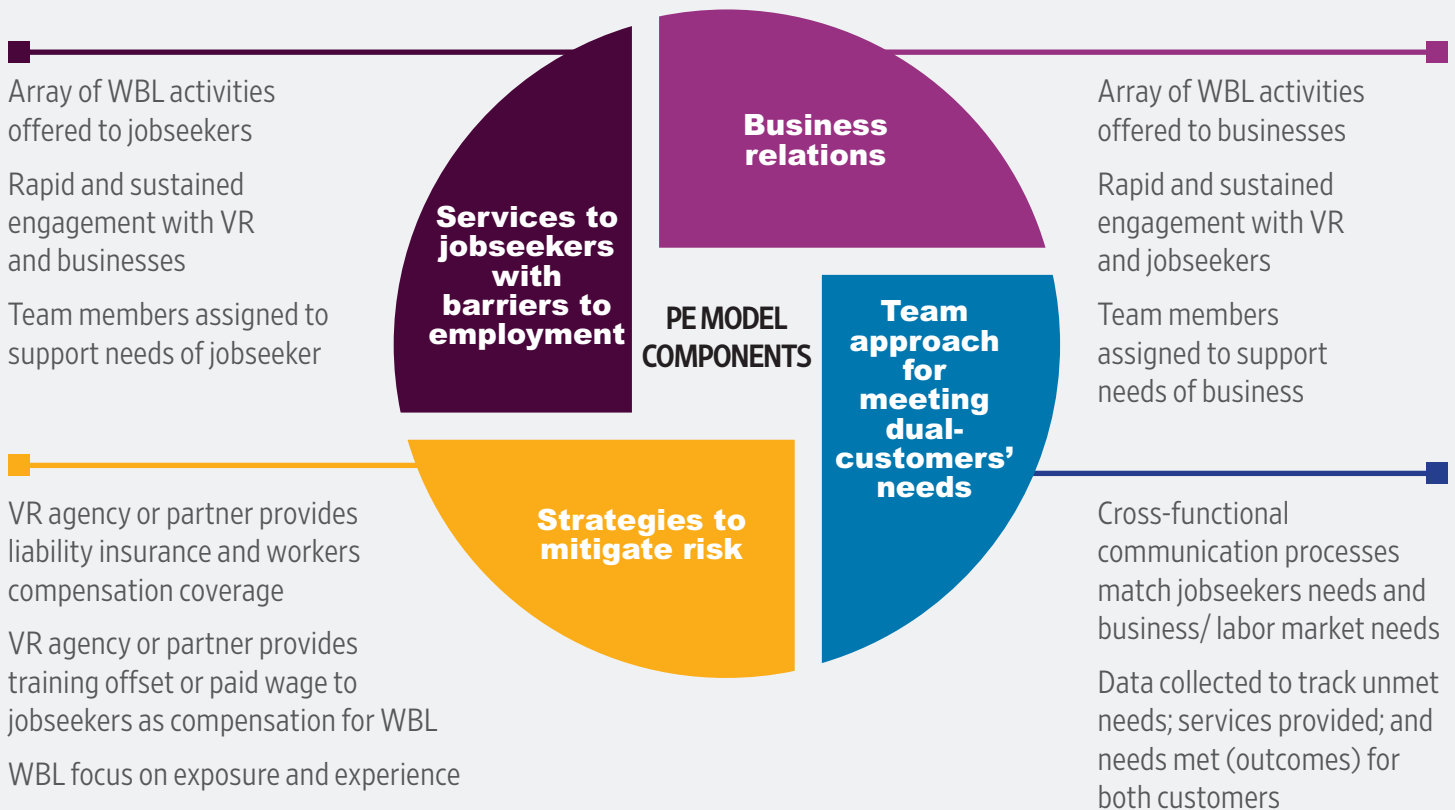 Array of WBL activities
offered to jobseekers
Rapid and sustained
engagement with VR
and businesses
Team members assigned to
support needs of jobseeker
Services to
jobseekers
with
barriers to
employment
Business
relations
Array of WBL activities
offered to businesses
Rapid and sustained
engagement with VR
and jobseekers
Team members
assigned to support
needs of business
PE MODEL
COMPONENTS
Team
approach
for
meeting
dual-
customers’
needs
Strategies to
mitigate risk
VR agency or partner provides
liability insurance and workers
compensation coverage
VR agency or partner provides
training offset or paid wage to
jobseekers as compensation for WBL
WBL focus on exposure and experience
Cross-functional
communication processes
match jobseekers needs and
business/ labor market needs
Data collected to track unmet
needs; services provided; and
needs met (outcomes) for
both customers